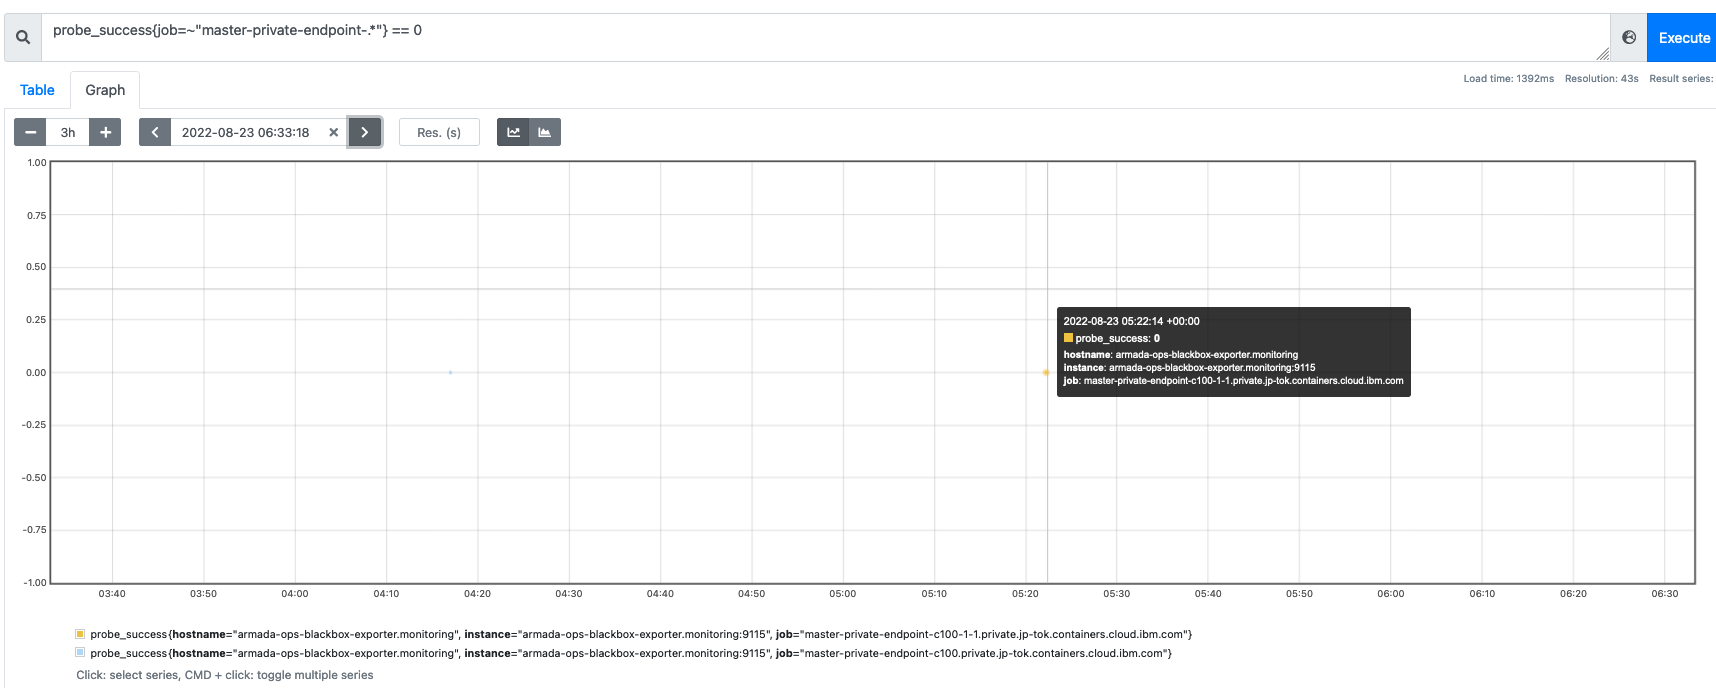 probe_success{job=~"master-private-endpoint-.*"} == 0
Execute
Load time: 1392ms Resolution: 43s Result series:
Table Graph
3h 2022-08-23 06:33:18 Res. (s)
1.00
0.75
0.50
0.25
0.00
-0.25
-0.50
-0.75
-1.00
2022-08-23 05:22:14 +00:00
probe_success: 0
hostname: armada-ops-blackbox-exporter.monitoring
instance: armada-ops-blackbox-exporter.monitoring:9115
job: master-private-endpoint-c100-1-1.private.jp-tok.containers.cloud.ibm.com
03:40 03:50 04:00 04:10 04:20 04:30 04:40 04:50 05:00 05:10 05:20 05:30 05:40 05:50 06:00 06:10 06:20 06:30
probe_success{hostname="armada-ops-blackbox-exporter.monitoring", instance="armada-ops-blackbox-exporter.monitoring:9115", job="master-private-endpoint-c100-1-1.private.jp-tok.containers.cloud.ibm.com"}
probe_success{hostname="armada-ops-blackbox-exporter.monitoring", instance="armada-ops-blackbox-exporter.monitoring:9115", job="master-private-endpoint-c100.private.jp-tok.containers.cloud.ibm.com"}
Click: select series, CMD + click: toggle multiple series